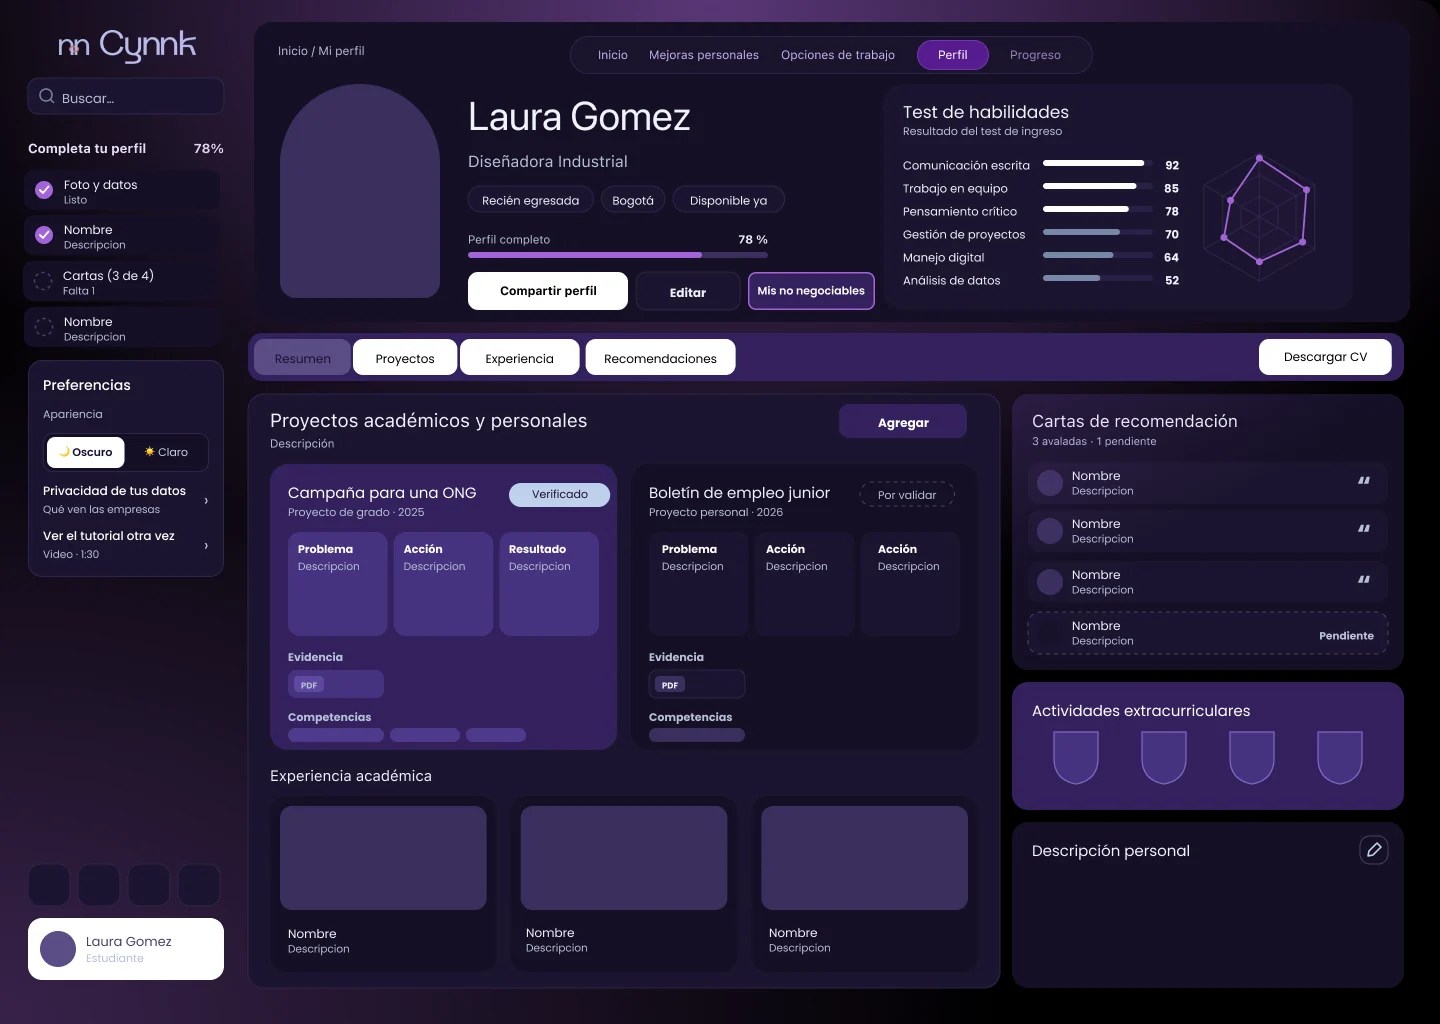 nn Cynnk
Buscar...
Completa tu perfil 78%
Foto y datos
Listo
Nombre
Descripcion
Cartas (3 de 4)
Falta 1
Nombre
Descripcion
Preferencias
Apariencia
🌙 Oscuro ☀️ Claro
Privacidad de tus datos ›
Qué ven las empresas
Ver el tutorial otra vez ›
Video · 1:30
Laura Gomez
Estudiante
Inicio / Mi perfil
Inicio Mejoras personales Opciones de trabajo Perfil Progreso
Laura Gomez
Diseñadora Industrial
Recién egresada Bogotá Disponible ya
Perfil completo 78 %
Compartir perfil Editar Mis no negociables
Test de habilidades
Resultado del test de ingreso
Comunicación escrita 92
Trabajo en equipo 85
Pensamiento crítico 78
Gestión de proyectos 70
Manejo digital 64
Análisis de datos 52
Resumen Proyectos Experiencia Recomendaciones Descargar CV
Proyectos académicos y personales Agregar
Descripción
Campaña para una ONG Verificado
Proyecto de grado · 2025
Problema Acción Resultado
Descripcion Descripcion Descripcion
Evidencia
PDF
Competencias
Boletín de empleo junior Por validar
Proyecto personal · 2026
Problema Acción Acción
Descripcion Descripcion Descripcion
Evidencia
PDF
Competencias
Experiencia académica
Nombre Nombre Nombre
Descripcion Descripcion Descripcion
Cartas de recomendación
3 avaladas · 1 pendiente
Nombre “
Descripcion
Nombre “
Descripcion
Nombre “
Descripcion
Nombre
Descripcion Pendiente
Actividades extracurriculares
Descripción personal